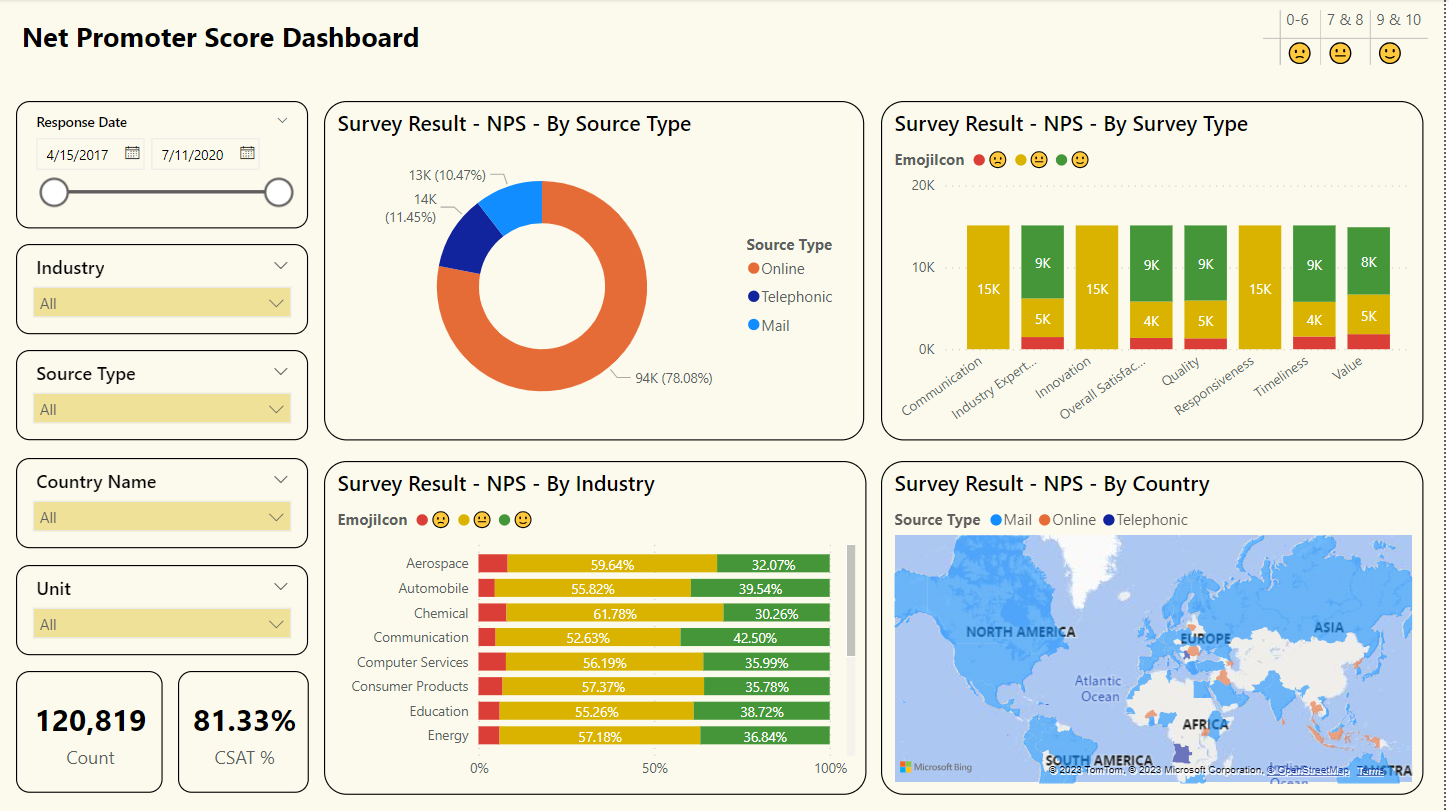 Net Promoter Score Dashboard
0-6 7 & 8 9 & 10
Response Date
4/15/2017 7/11/2020
Industry
All
Source Type
All
Country Name
All
Unit
All
120,819
Count
81.33%
CSAT %
Survey Result - NPS - By Source Type
13K (10.47%)
14K
(11.45%)
94K (78.08%)
Source Type
Online
Telephonic
Mail
Survey Result - NPS - By Survey Type
EmojiIcon
20K
10K
0K
15K
9K
5K
15K
9K
4K
9K
5K
15K
9K
4K
8K
5K
Communication
Industry Expert...
Innovation
Overall Satisfac...
Quality
Responsiveness
Timeliness
Value
Survey Result - NPS - By Industry
EmojiIcon
Aerospace 59.64% 32.07%
Automobile 55.82% 39.54%
Chemical 61.78% 30.26%
Communication 52.63% 42.50%
Computer Services 56.19% 35.99%
Consumer Products 57.37% 35.78%
Education 55.26% 38.72%
Energy 57.18% 36.84%
0% 50% 100%
Survey Result - NPS - By Country
Source Type Mail Online Telephonic
NORTH AMERICA
EUROPE
ASIA
Atlantic
Ocean
AFRICA
SOUTH AMERICA
Indian
Ocean
Microsoft Bing
© 2023 TomTom, © 2023 Microsoft Corporation, © OpenStreetMap Terms